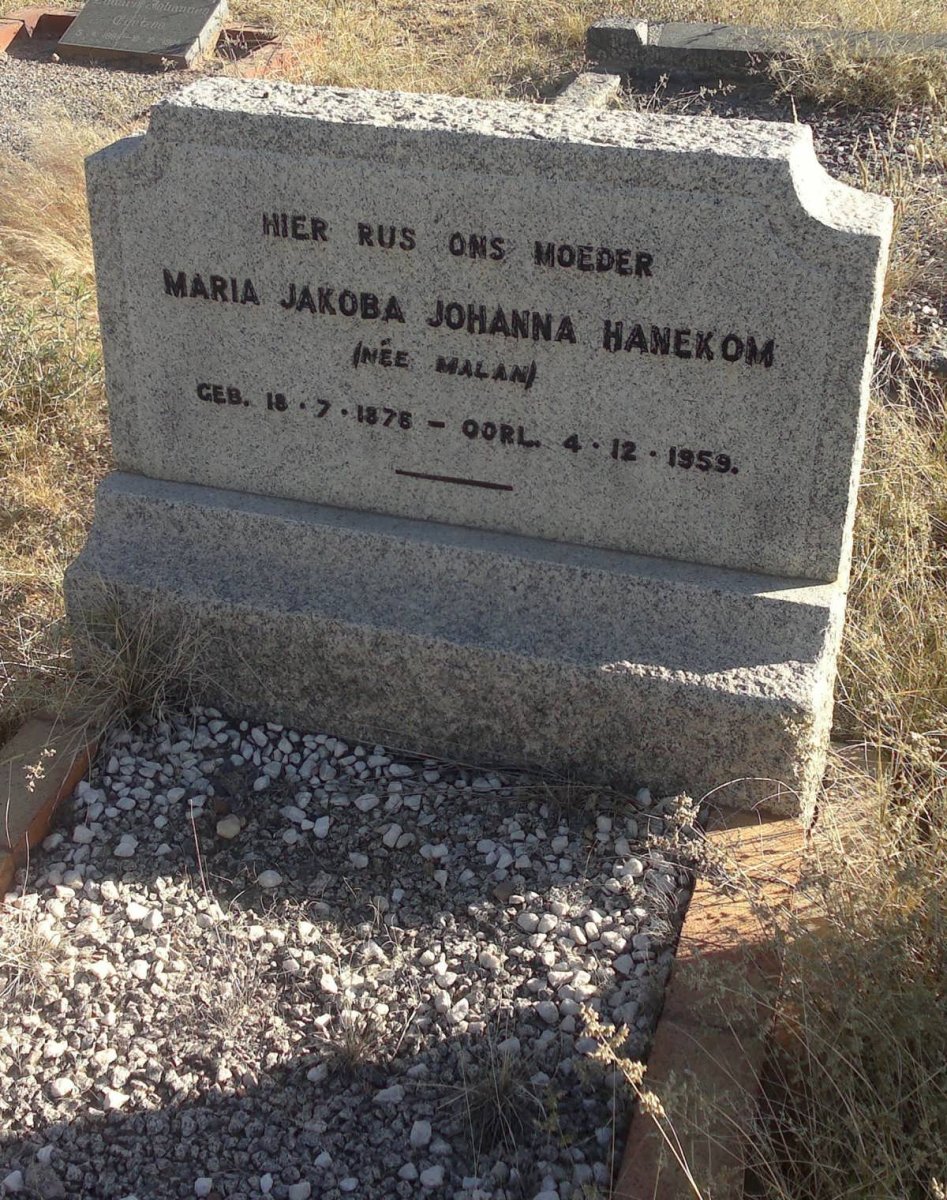 HIER RUS ONS MOEDER
MARIA JAKOBA JOHANNA HANEKOM
(NÉE MALAN)
GEB. 18·7·1876 – OORL. 4·12·1959.